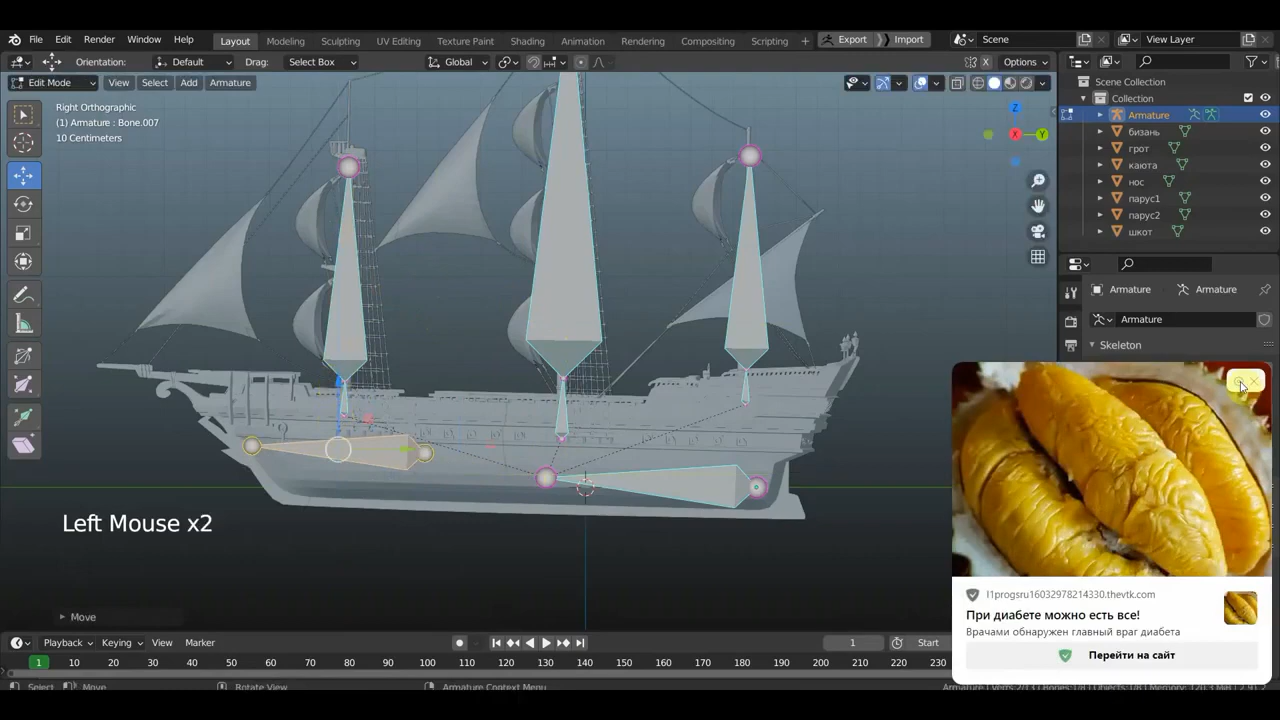 File Edit Render Window Help Layout Modeling Sculpting UV Editing Texture Paint Shading Animation Rendering Compositing Scripting + Export Import Scene View Layer
Orientation: Default Drag: Select Box Global X Options
Edit Mode View Select Add Armature
Scene Collection
Collection
Armature
бизань
грот
каюта
нос
парус1
парус2
шкот
Right Orthographic
(1) Armature : Bone.007
10 Centimeters
Z
X
Y
Armature Armature
Armature
Skeleton
Left Mouse x2
Move
l1progsru16032978214330.thevtk.com
При диабете можно есть все!
Врачами обнаружен главный враг диабета
Перейти на сайт
Playback Keying View Marker 1 Start
1 10 20 30 40 50 60 70 80 90 100 110 120 130 140 150 160 170 180 190 200 210 220 230
Select Move Rotate View Armature Context Menu